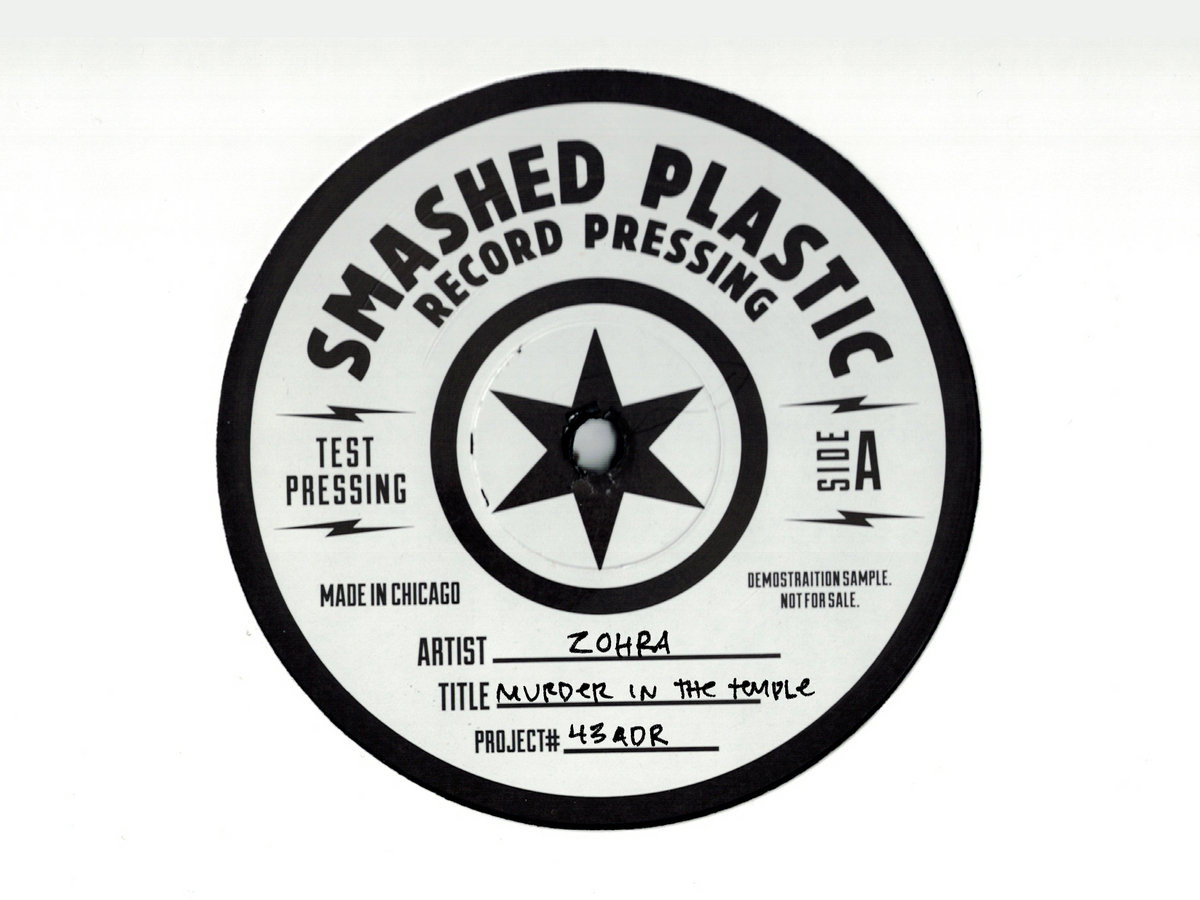 SMASHED PLASTIC
RECORD PRESSING
TEST
PRESSING
SIDE A
MADE IN CHICAGO
DEMOSTRAITION SAMPLE.
NOT FOR SALE.
ARTIST ZOHRA
TITLE MURDER IN THE TEMPLE
PROJECT# 43ADR